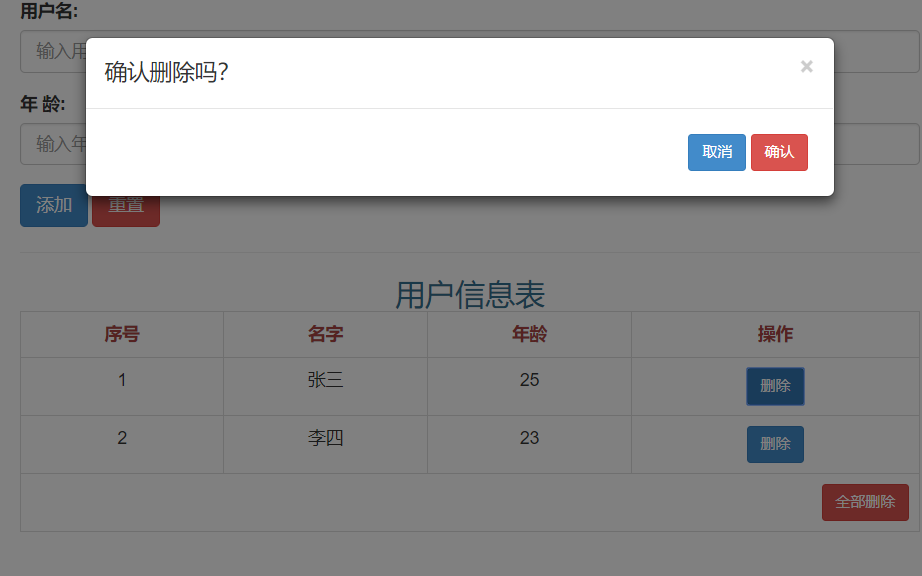 用户名:
输入用
确认删除吗?
×
年 龄:
输入年
取消 确认
添加 重置
用户信息表
序号 名字 年龄 操作
1 张三 25 删除
2 李四 23 删除
全部删除